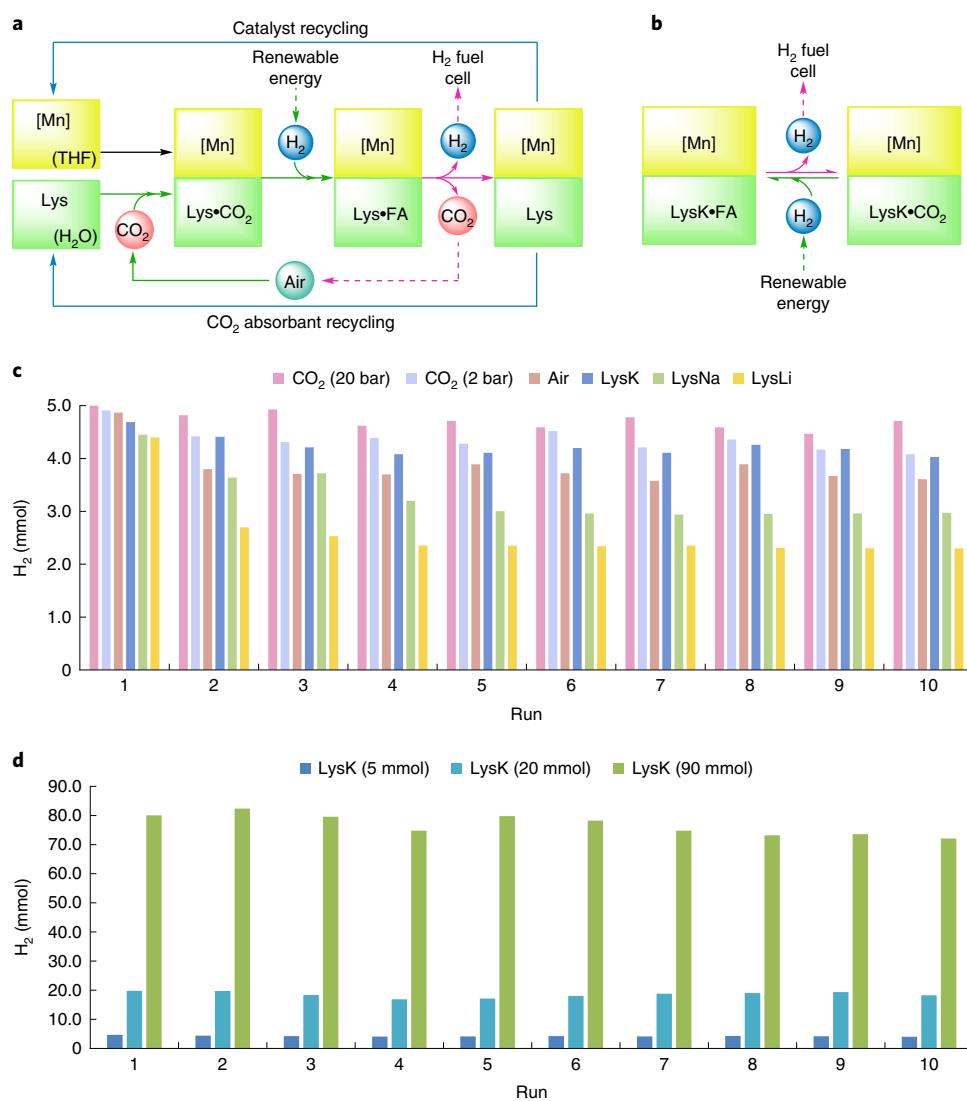 a
Catalyst recycling
Renewable
energy
H2 fuel
cell
[Mn]
(THF)
[Mn]
H2
[Mn]
H2
[Mn]
Lys
(H2O)
CO2
Lys•CO2
Lys•FA
CO2
Lys
Air
CO2 absorbant recycling
b
H2 fuel
cell
[Mn]
H2
[Mn]
LysK•FA
H2
LysK•CO2
Renewable
energy
c
CO2 (20 bar) CO2 (2 bar) Air LysK LysNa LysLi
5.0
4.0
3.0
2.0
1.0
0
H2 (mmol)
1 2 3 4 5 6 7 8 9 10
Run
d
LysK (5 mmol) LysK (20 mmol) LysK (90 mmol)
90.0
80.0
70.0
60.0
50.0
40.0
30.0
20.0
10.0
0
H2 (mmol)
1 2 3 4 5 6 7 8 9 10
Run